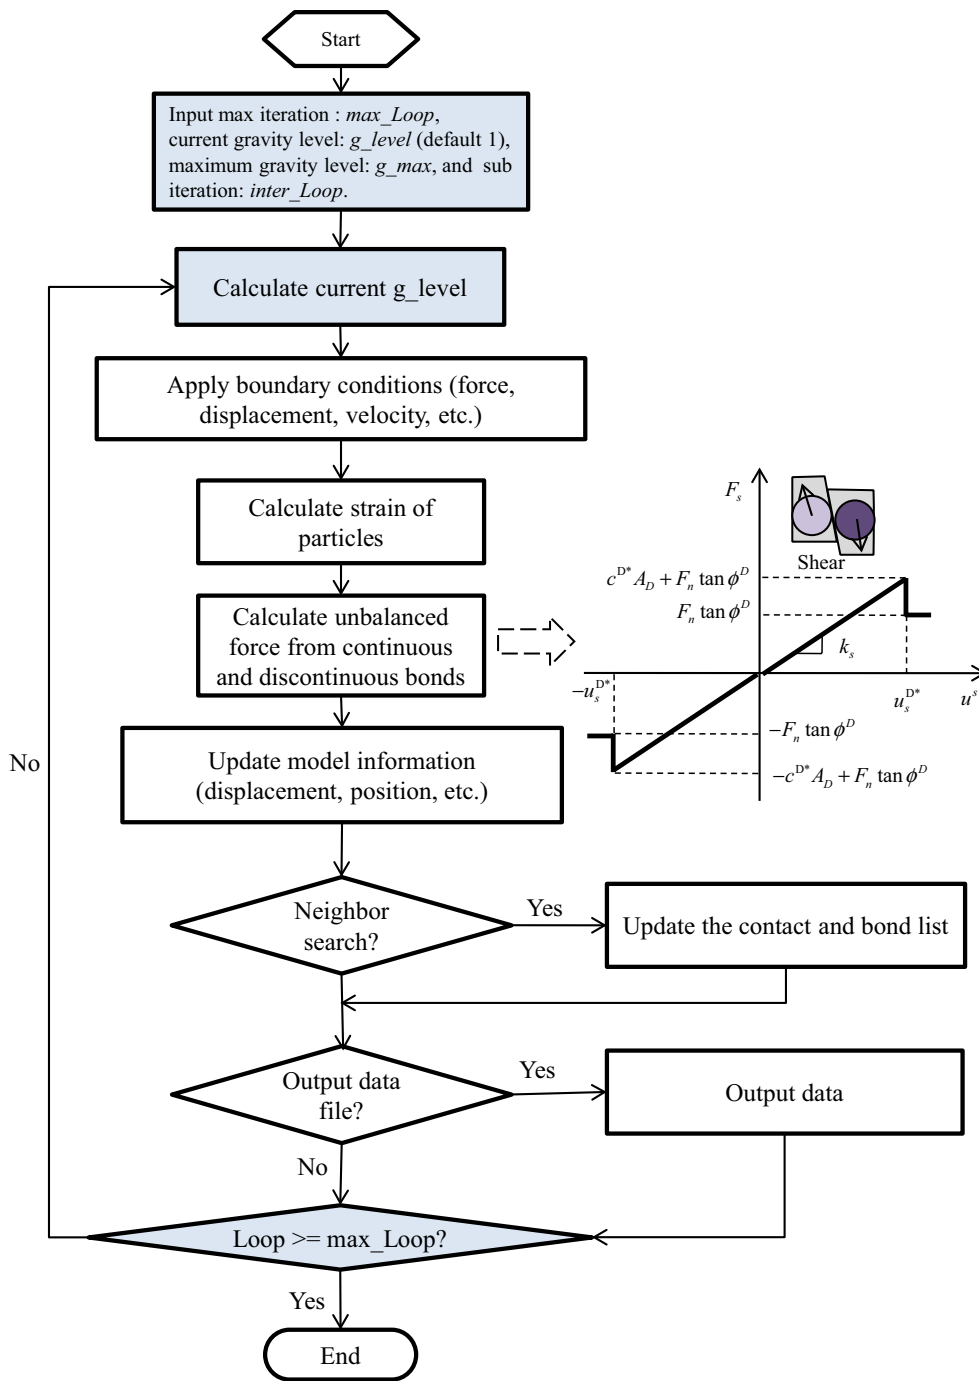 Start
Input max iteration : max_Loop,
current gravity level: g_level (default 1),
maximum gravity level: g_max, and sub
iteration: inter_Loop.
Calculate current g_level
Apply boundary conditions (force,
displacement, velocity, etc.)
Calculate strain of
particles
Calculate unbalanced
force from continuous
and discontinuous bonds
F_s
Shear
c^{D*} A_D + F_n tan ϕ^D
F_n tan ϕ^D
k_s
−u_s^{D*}
u_s^{D*}
u^s
−F_n tan ϕ^D
−c^{D*} A_D + F_n tan ϕ^D
Update model information
(displacement, position, etc.)
No
Neighbor
search?
Yes
Update the contact and bond list
Output data
file?
Yes
Output data
No
Loop >= max_Loop?
Yes
End